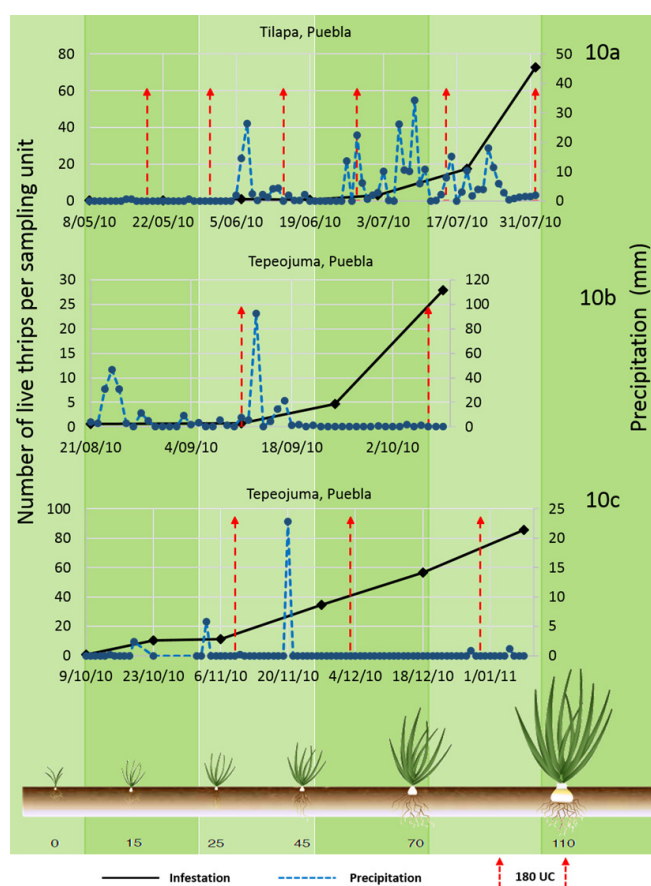 Tilapa, Puebla
10a
80
60
40
20
0
50
40
30
20
10
0
8/05/10 22/05/10 5/06/10 19/06/10 3/07/10 17/07/10 31/07/10
Tepeojuma, Puebla
10b
30
25
20
15
10
5
0
120
100
80
60
40
20
0
21/08/10 4/09/10 18/09/10 2/10/10
Tepeojuma, Puebla
10c
100
80
60
40
20
0
25
20
15
10
5
0
9/10/10 23/10/10 6/11/10 20/11/10 4/12/10 18/12/10 1/01/11
Number of live thrips per sampling unit
Precipitation (mm)
0 15 25 45 70 110
Infestation Precipitation 180 UC